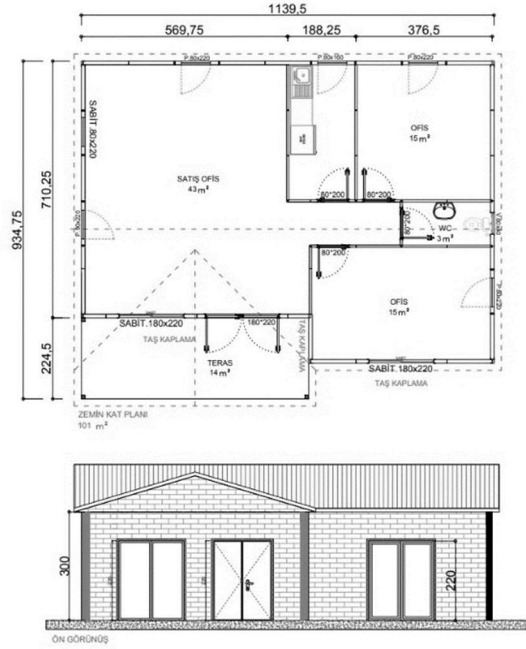 1139,5
569,75
188,25
376,5
P.80x220
P.80x160
P.80x220
SABİT.80x220
OFİS
15 m²
SATIŞ OFİS
43 m²
710,25
934,75
80*200
80*200
80*200
WC
3 m²
80*200
OFİS
15 m²
SABİT.180x220
180*220
TAŞ KAPLAMA
TAŞ KAPLAMA
224,5
TERAS
14 m²
SABİT.180x220
TAŞ KAPLAMA
ZEMİN KAT PLANI
101 m²
300
220
ÖN GÖRÜNÜŞ